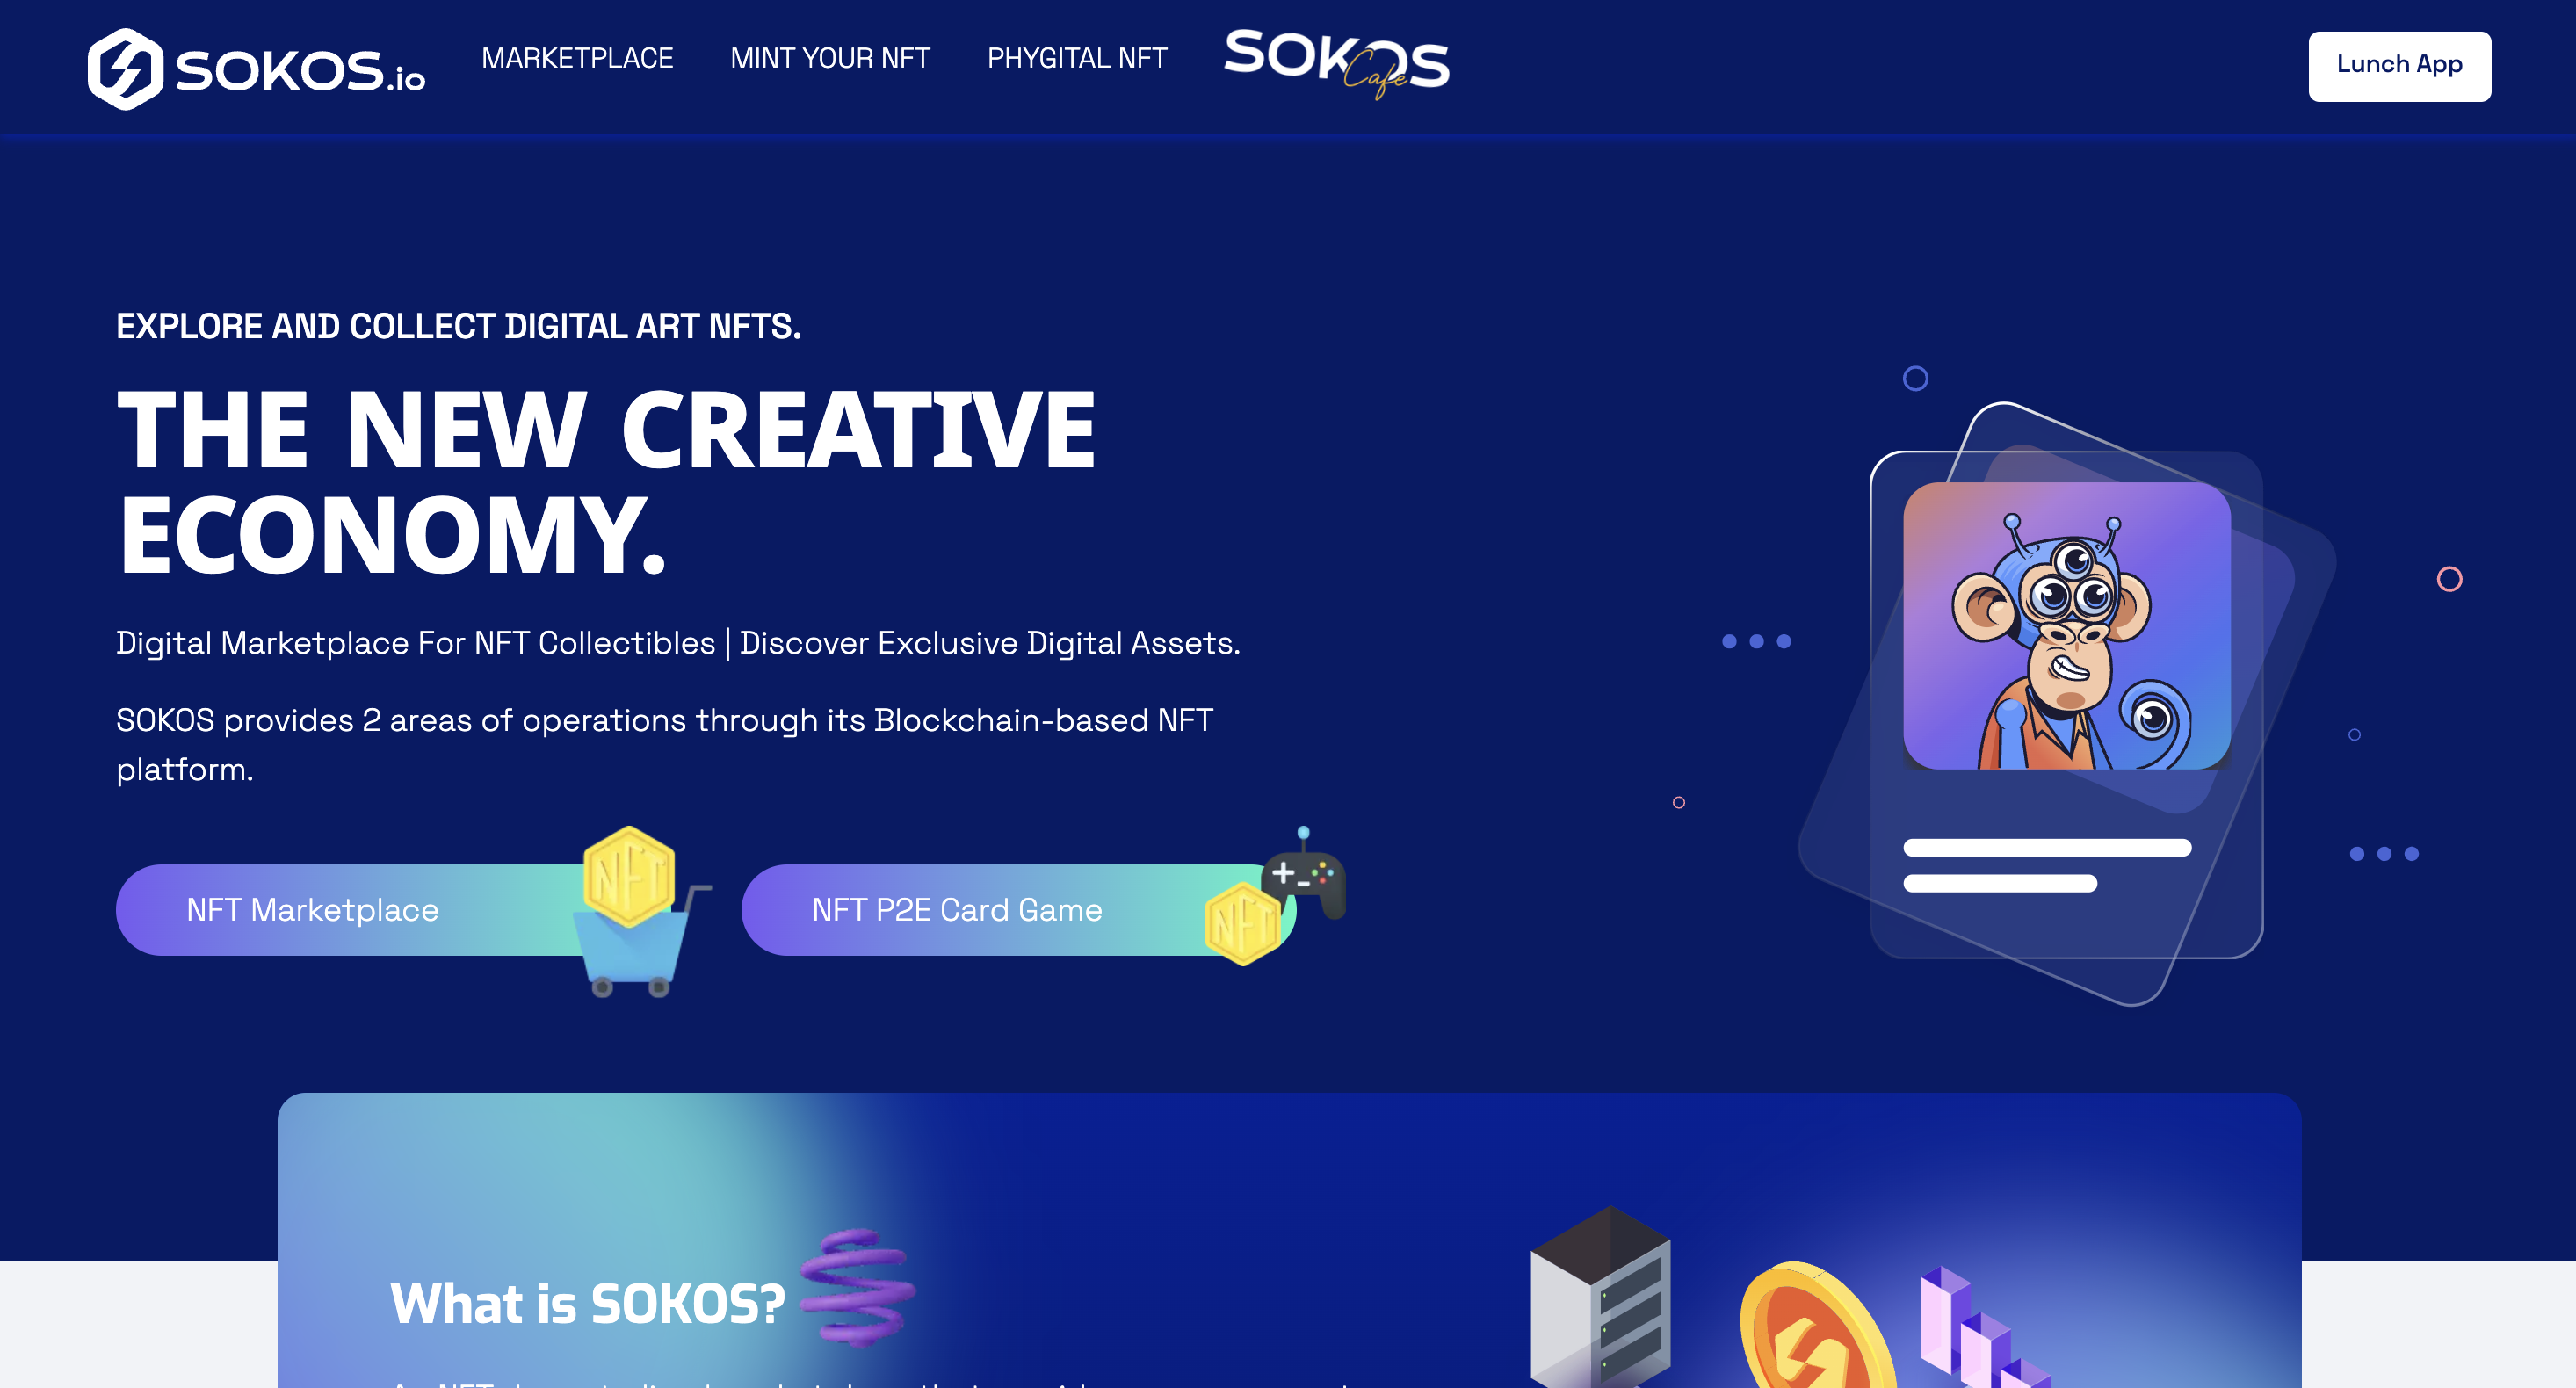 SOKOS.io
MARKETPLACE
MINT YOUR NFT
PHYGITAL NFT
SOKOS
Cafe
Lunch App
EXPLORE AND COLLECT DIGITAL ART NFTS.
THE NEW CREATIVE
ECONOMY.
Digital Marketplace For NFT Collectibles | Discover Exclusive Digital Assets.
SOKOS provides 2 areas of operations through its Blockchain-based NFT
platform.
NFT Marketplace
NFT
NFT P2E Card Game
NFT
What is SOKOS?